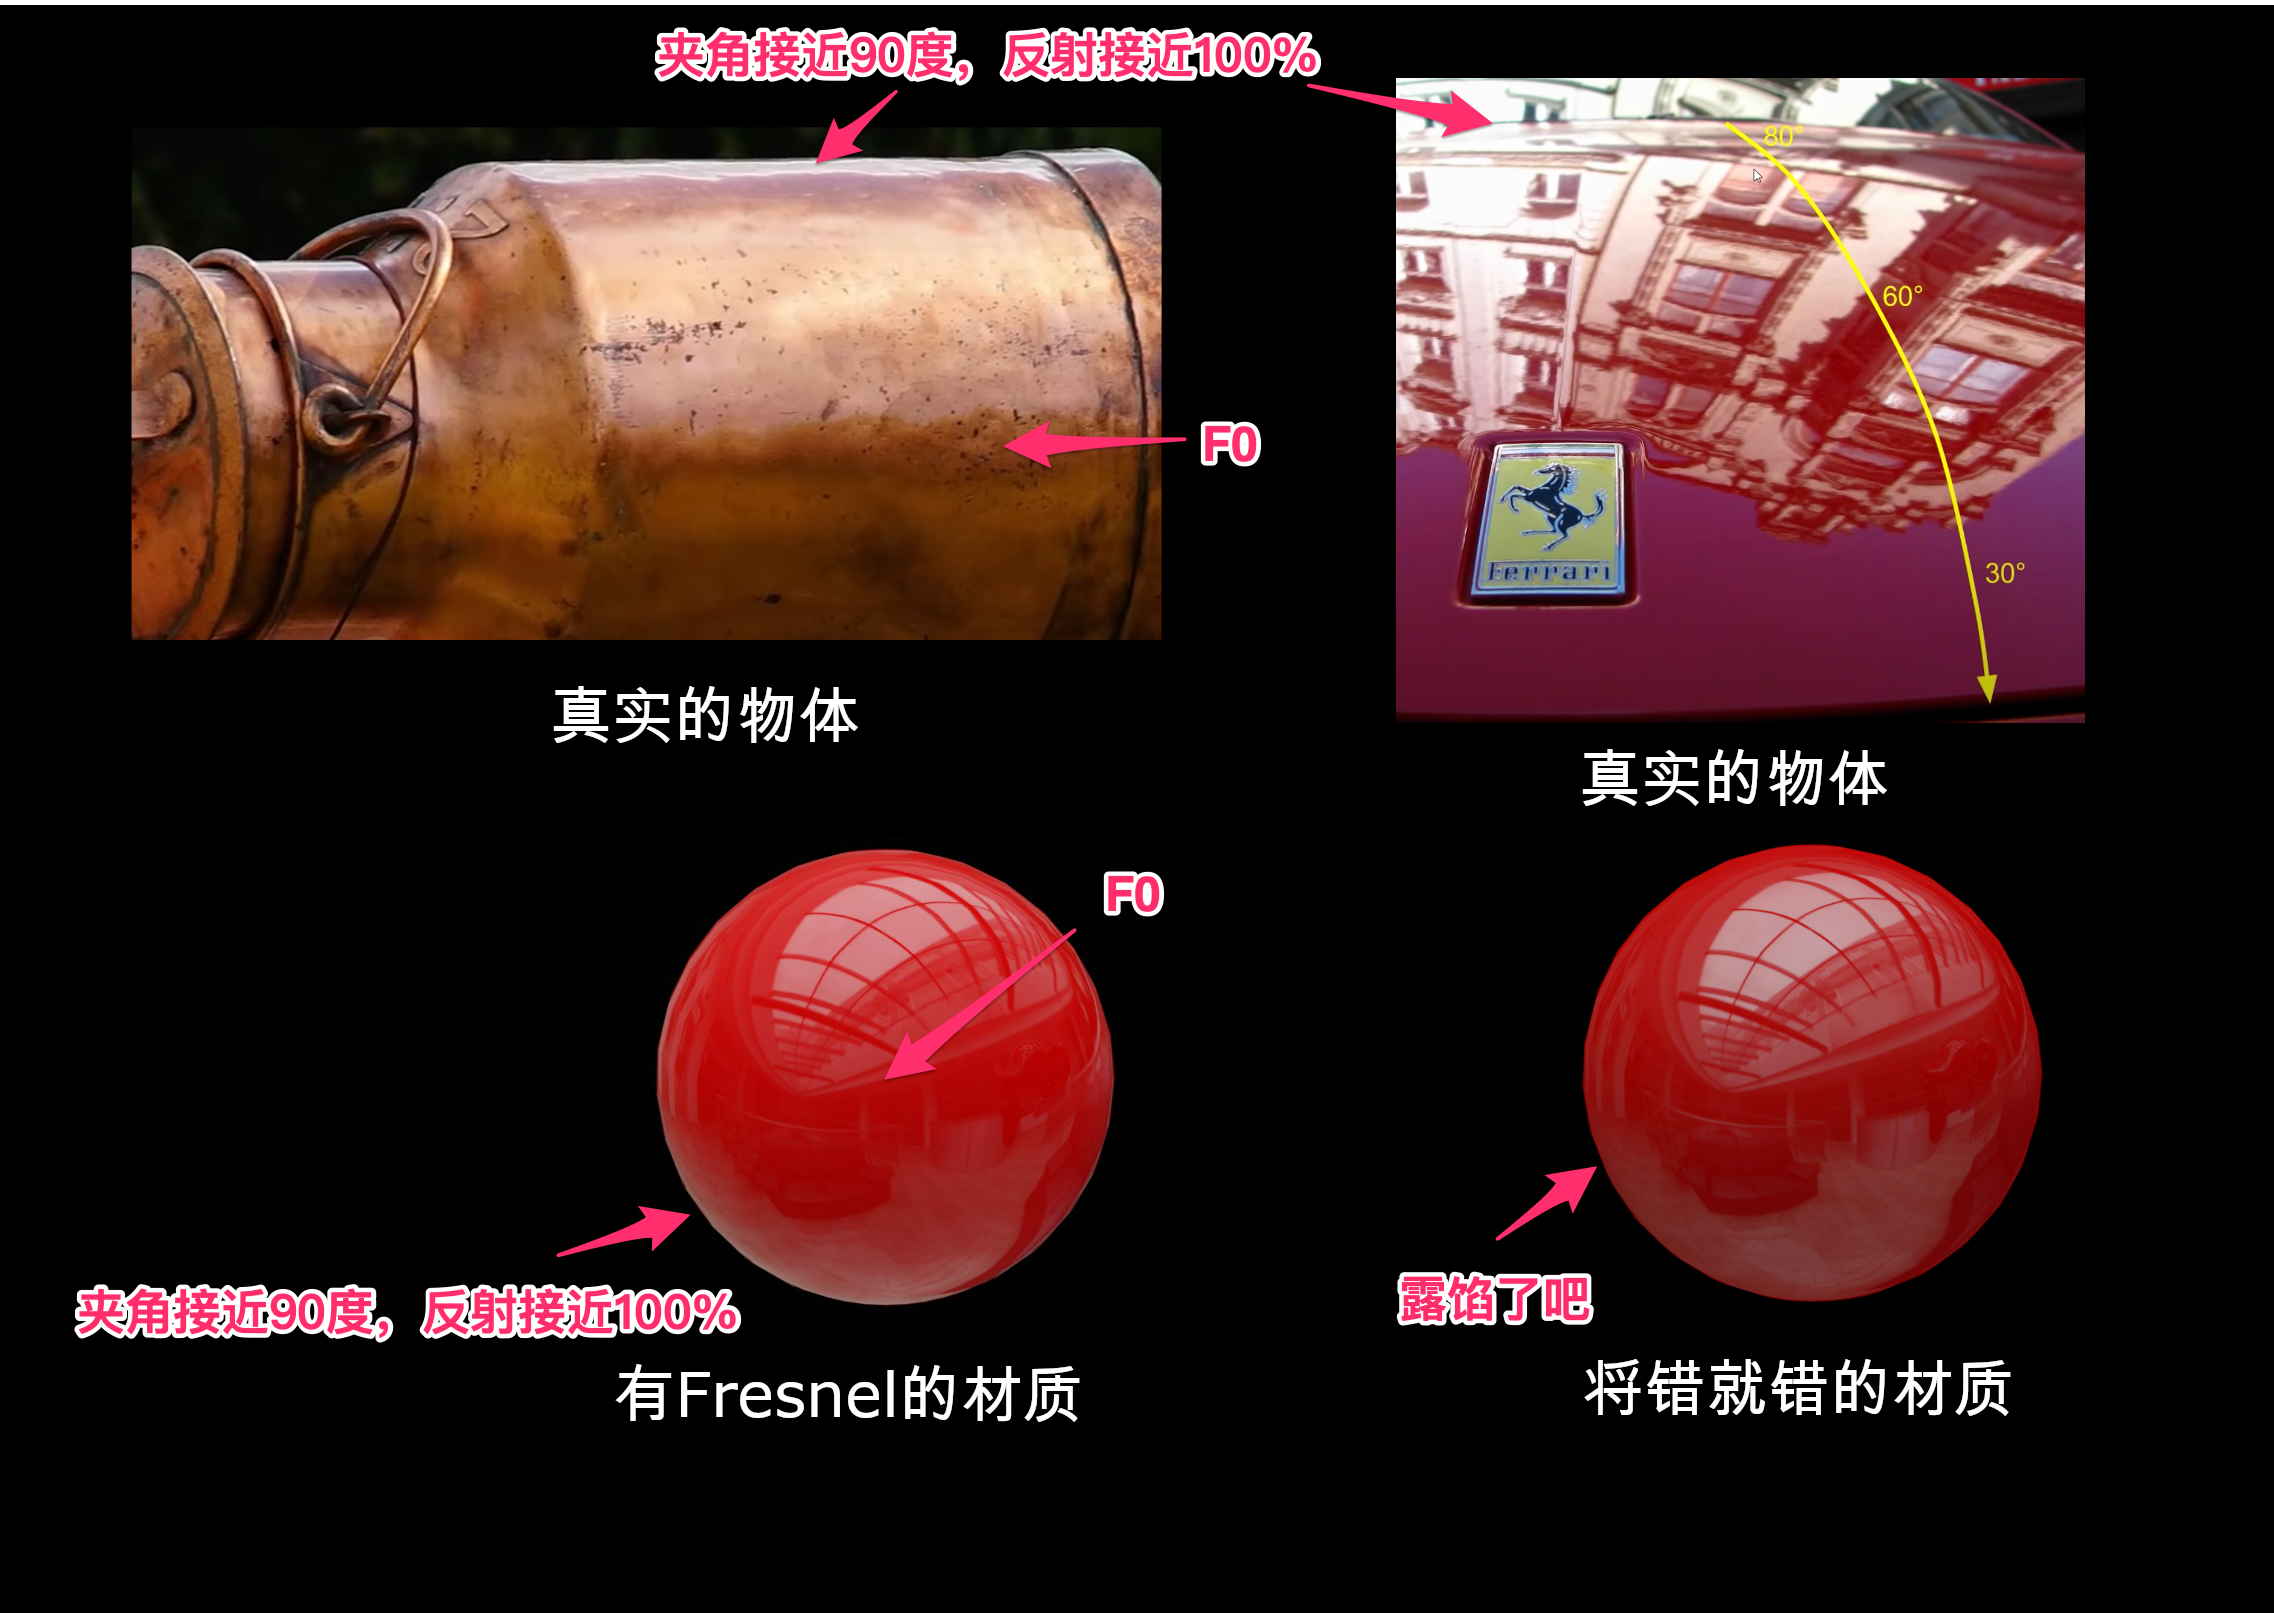 夹角接近90度，反射接近100%
80°
60°
F0
Ferrari
30°
真实的物体
真实的物体
F0
夹角接近90度，反射接近100%
露馅了吧
有Fresnel的材质
将错就错的材质